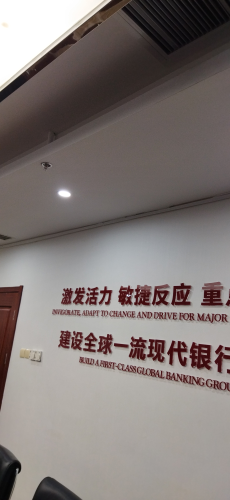 激发活力 敏捷反应 重点
INVIGORATE, ADAPT TO CHANGE AND DRIVE FOR MAJOR
建设全球一流现代银行
BUILD A FIRST-CLASS GLOBAL BANKING GROU